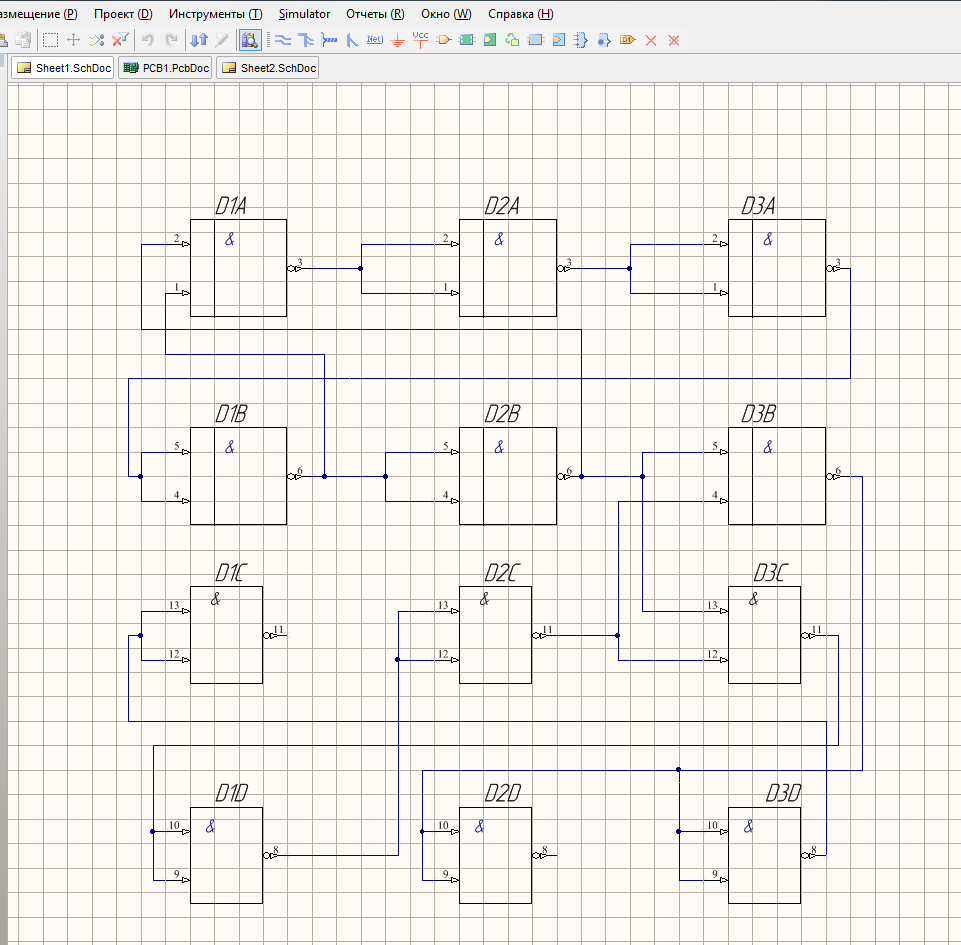 азмещение (P) Проект (D) Инструменты (T) Simulator Отчеты (R) Окно (W) Справка (H)
Net1 Vcc D1
Sheet1.SchDoc PCB1.PcbDoc Sheet2.SchDoc
D1A D2A D3A
2 & 3 2 & 3 2 & 3
1 1 1
D1B D2B D3B
5 & 6 5 & 6 5 & 6
4 4 4
D1C D2C D3C
13 & 11 13 & 11 13 & 11
12 12 12
D1D D2D D3D
10 & 8 10 & 8 10 & 8
9 9 9